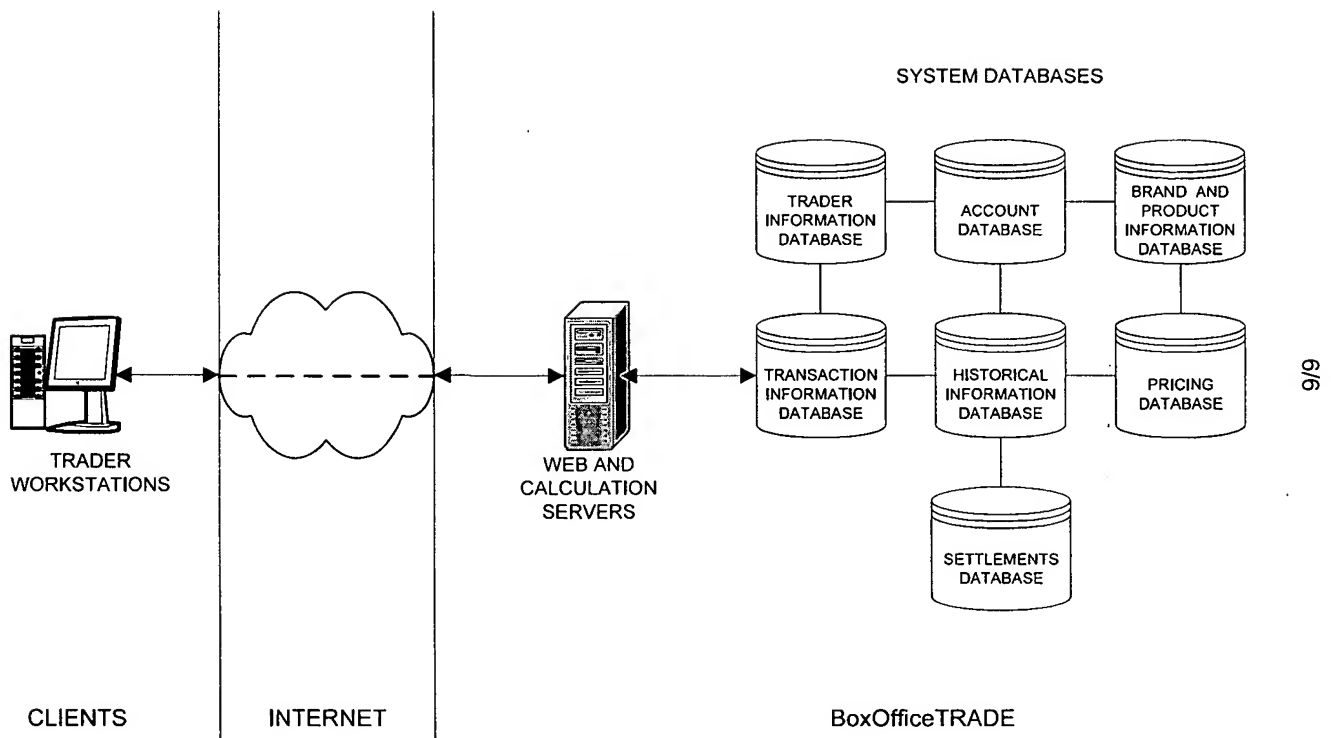 SYSTEM DATABASES
TRADER
INFORMATION
DATABASE
ACCOUNT
DATABASE
BRAND AND
PRODUCT
INFORMATION
DATABASE
TRANSACTION
INFORMATION
DATABASE
HISTORICAL
INFORMATION
DATABASE
PRICING
DATABASE
SETTLEMENTS
DATABASE
TRADER
WORKSTATIONS
WEB AND
CALCULATION
SERVERS
9/9
CLIENTS
INTERNET
BoxOfficeTRADE